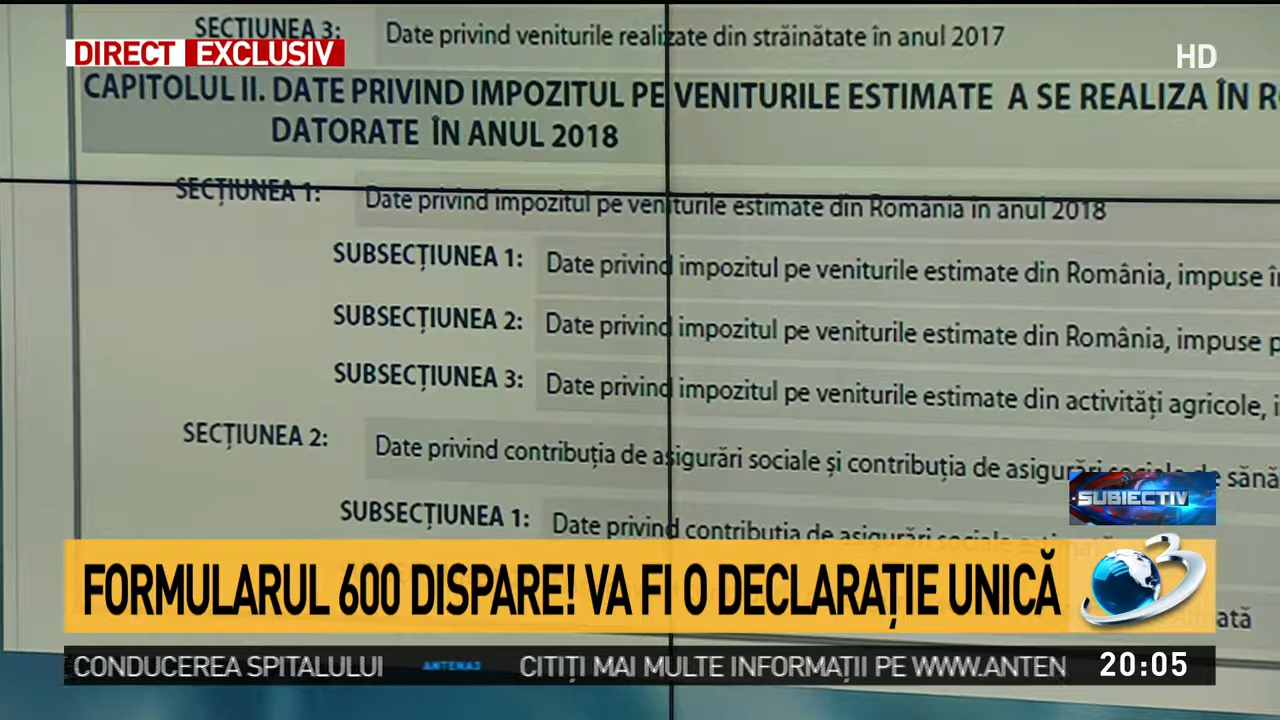 SECTIUNEA 3: Date privind veniturile realizate din străinătate în anul 2017
DIRECT EXCLUSIV
HD
CAPITOLUL II. DATE PRIVIND IMPOZITUL PE VENITURILE ESTIMATE A SE REALIZA ÎN
DATORATE ÎN ANUL 2018
SECȚIUNEA 1: Date privind impozitul pe veniturile estimate din România în anul 2018
SUBSECȚIUNEA 1: Date privind impozitul pe veniturile estimate din România, impuse
SUBSECȚIUNEA 2: Date privind impozitul pe veniturile estimate din România, impuse
SUBSECȚIUNEA 3: Date privind impozitul pe veniturile estimate din activități agricole,
SECȚIUNEA 2: Date privind contribuția de asigurări sociale și contribuția de asigurări sociale de
SUBIECTIV
SUBSECȚIUNEA 1: Date privind contribuția de asigurări sociale
FORMULARUL 600 DISPARE! VA FI O DECLARAȚIE UNICĂ
3
CONDUCEREA SPITALULUI ANTENA3 CITIȚI MAI MULTE INFORMAȚII PE WWW.ANTEN 20:05